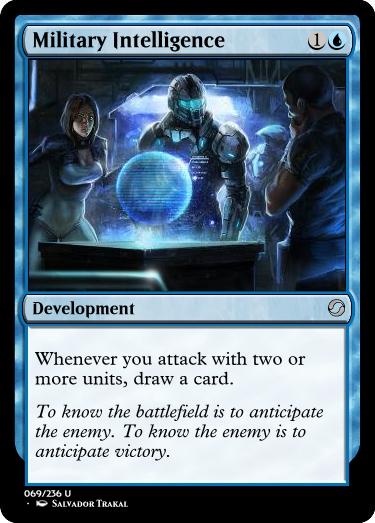 Military Intelligence 1
Development
Whenever you attack with two or
more units, draw a card.
To know the battlefield is to anticipate
the enemy. To know the enemy is to
anticipate victory.
069/236 U
· Salvador Trakal